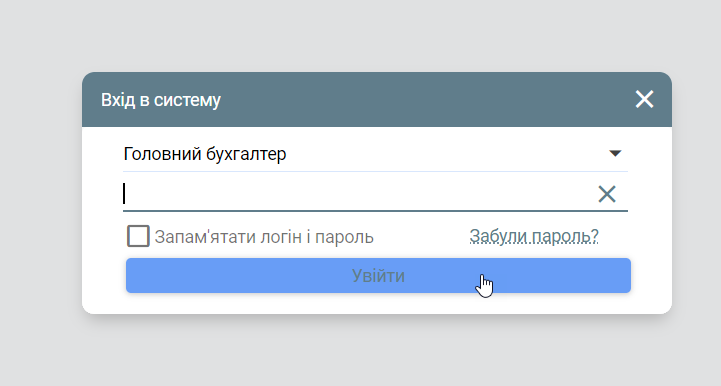 Вхід в систему
Головний бухгалтер
Запам'ятати логін і пароль Забули пароль?
Увійти